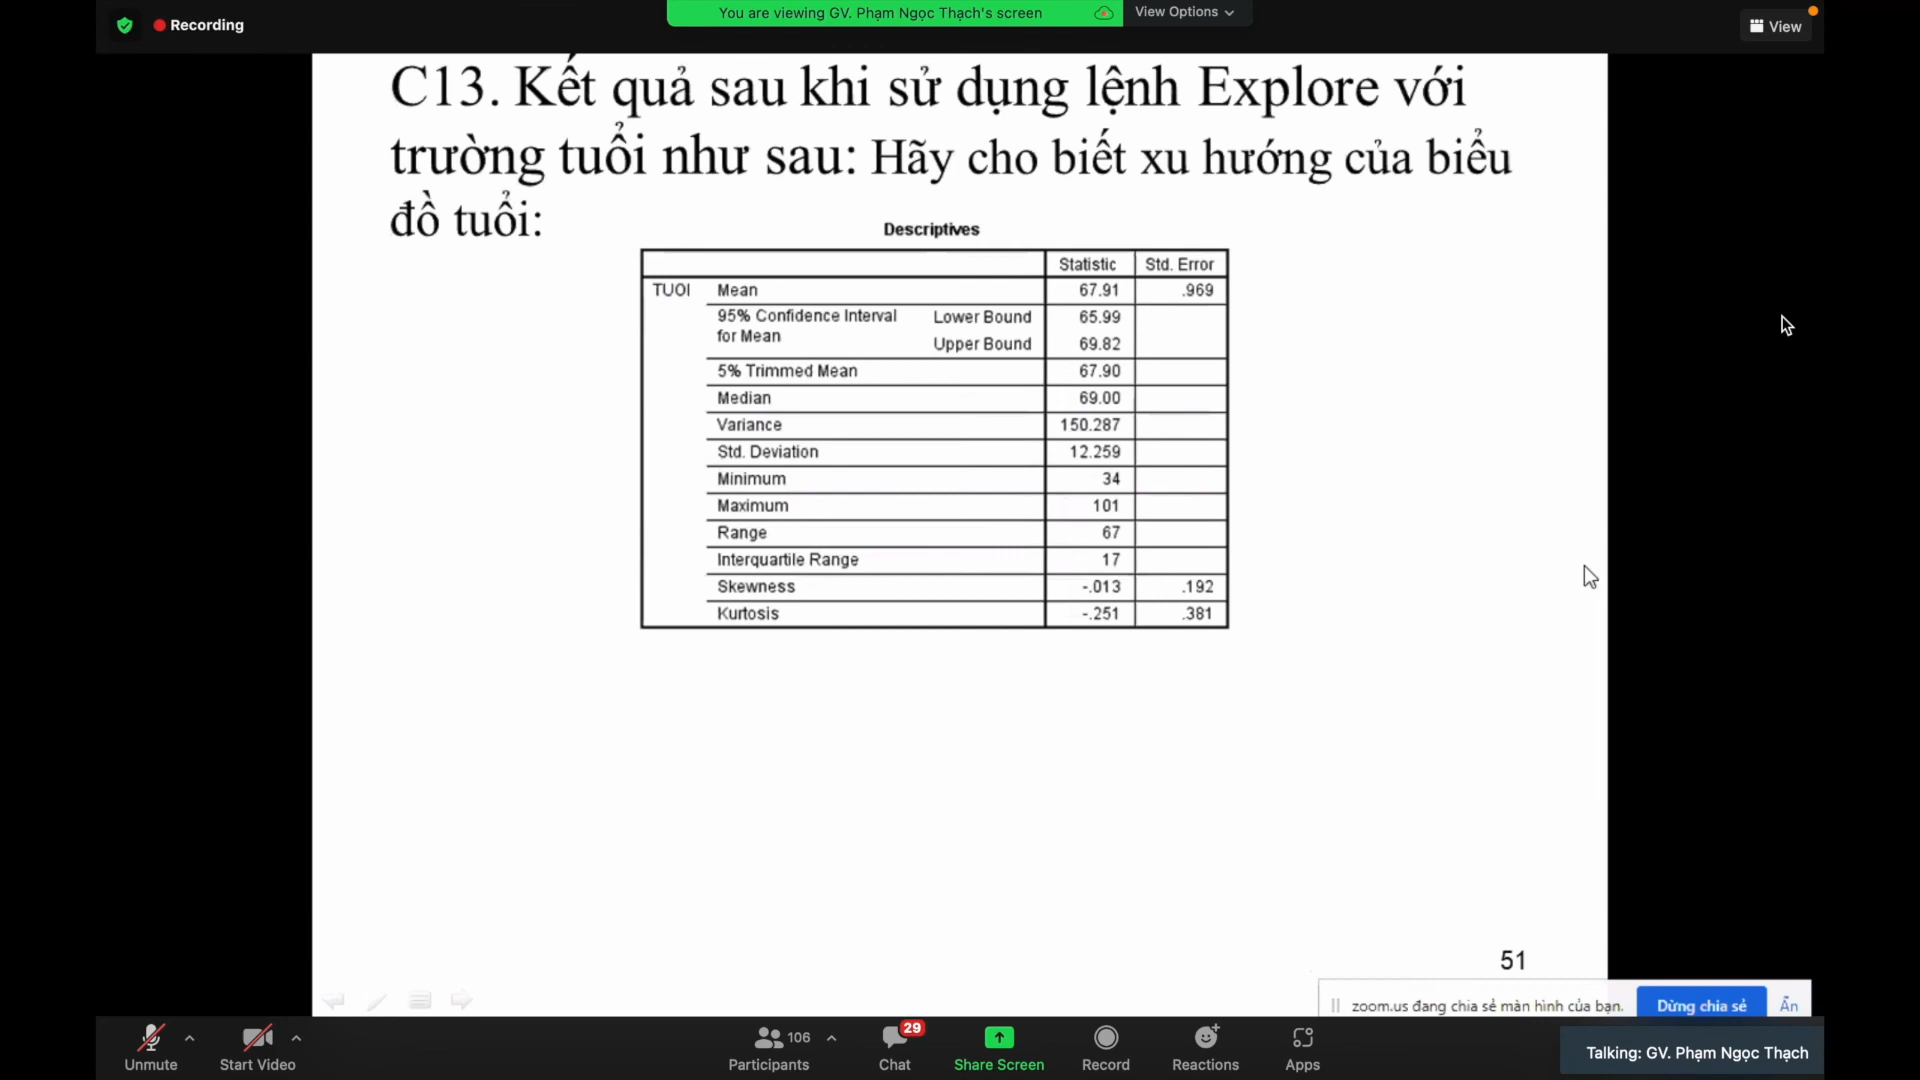 You are viewing GV. Phạm Ngọc Thạch's screen
View Options
Recording
View
C13. Kết quả sau khi sử dụng lệnh Explore với
trường tuổi như sau: Hãy cho biết xu hướng của biểu
đồ tuổi:
Descriptives
Statistic Std. Error
TUOI Mean 67.91 .969
95% Confidence Interval Lower Bound 65.99
for Mean
Upper Bound 69.82
5% Trimmed Mean 67.90
Median 69.00
Variance 150.287
Std. Deviation 12.259
Minimum 34
Maximum 101
Range 67
Interquartile Range 17
Skewness -.013 .192
Kurtosis -.251 .381
51
zoom.us đang chia sẻ màn hình của bạn. Dừng chia sẻ Ẩn
106
29
Unmute Start Video Participants Chat Share Screen Record Reactions Apps
Talking: GV. Phạm Ngọc Thạch